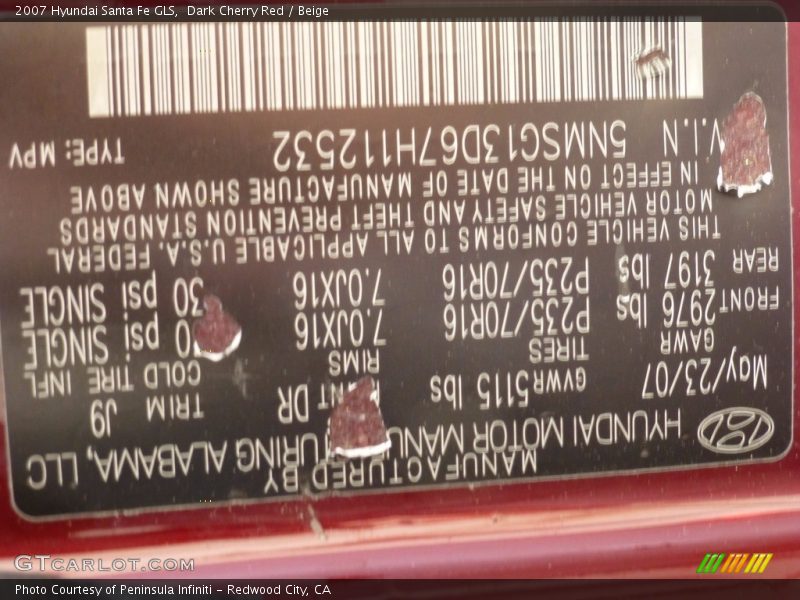 2007 Hyundai Santa Fe GLS, Dark Cherry Red / Beige
MANUFACTURED BY
HYUNDAI MOTOR MANU URING ALABAMA, LLC
May/23/07 GVWR 5115 lbs NT DR TRIM J9
GAWR TIRES RIMS COLD TIRE INFL
FRONT 2976 lbs P235/70R16 7.0JX16 0 psi SINGLE
REAR 3197 lbs P235/70R16 7.0JX16 30 psi SINGLE
THIS VEHICLE CONFORMS TO ALL APPLICABLE U.S.A. FEDERAL
MOTOR VEHICLE SAFETY AND THEFT PREVENTION STANDARDS
IN EFFECT ON THE DATE OF MANUFACTURE SHOWN ABOVE
V.I.N 5NMSG13D67H112532 TYPE: MPV
GTCARLOT.COM
Photo Courtesy of Peninsula Infiniti - Redwood City, CA